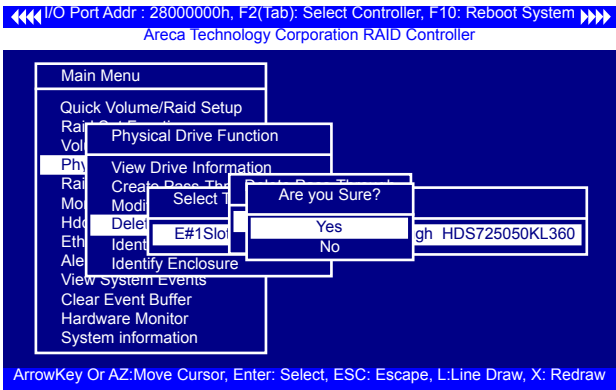 I/O Port Addr : 28000000h, F2(Tab): Select Controller, F10: Reboot System
Areca Technology Corporation RAID Controller
Main Menu
Quick Volume/Raid Setup
Physical Drive Function
View Drive Information
Select
Are you Sure?
Yes
No
E#1Slot
HDS725050KL360
Identify Enclosure
View System Events
Clear Event Buffer
Hardware Monitor
System information
ArrowKey Or AZ:Move Cursor, Enter: Select, ESC: Escape, L:Line Draw, X: Redraw